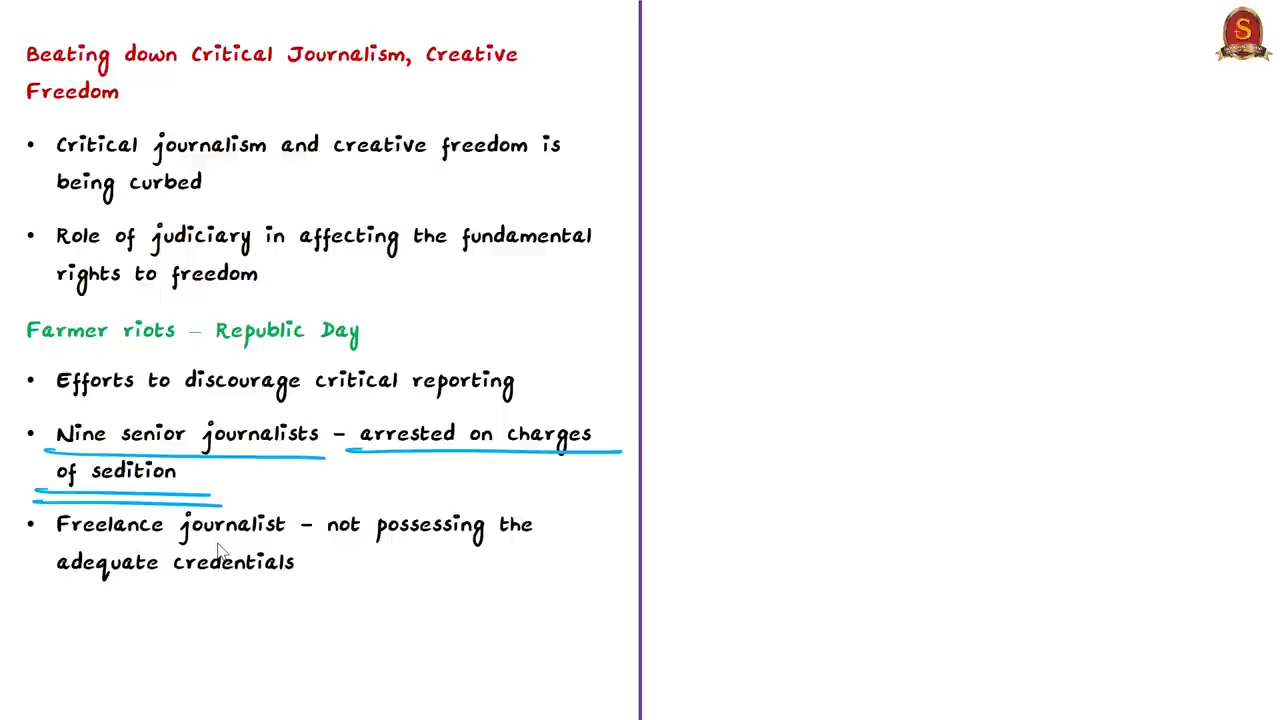 Beating down Critical Journalism, Creative
Freedom
• Critical journalism and creative freedom is
being curbed
• Role of judiciary in affecting the fundamental
rights to freedom
Farmer riots – Republic Day
• Efforts to discourage critical reporting
• Nine senior journalists – arrested on charges
of sedition
• Freelance journalist – not possessing the
adequate credentials
S